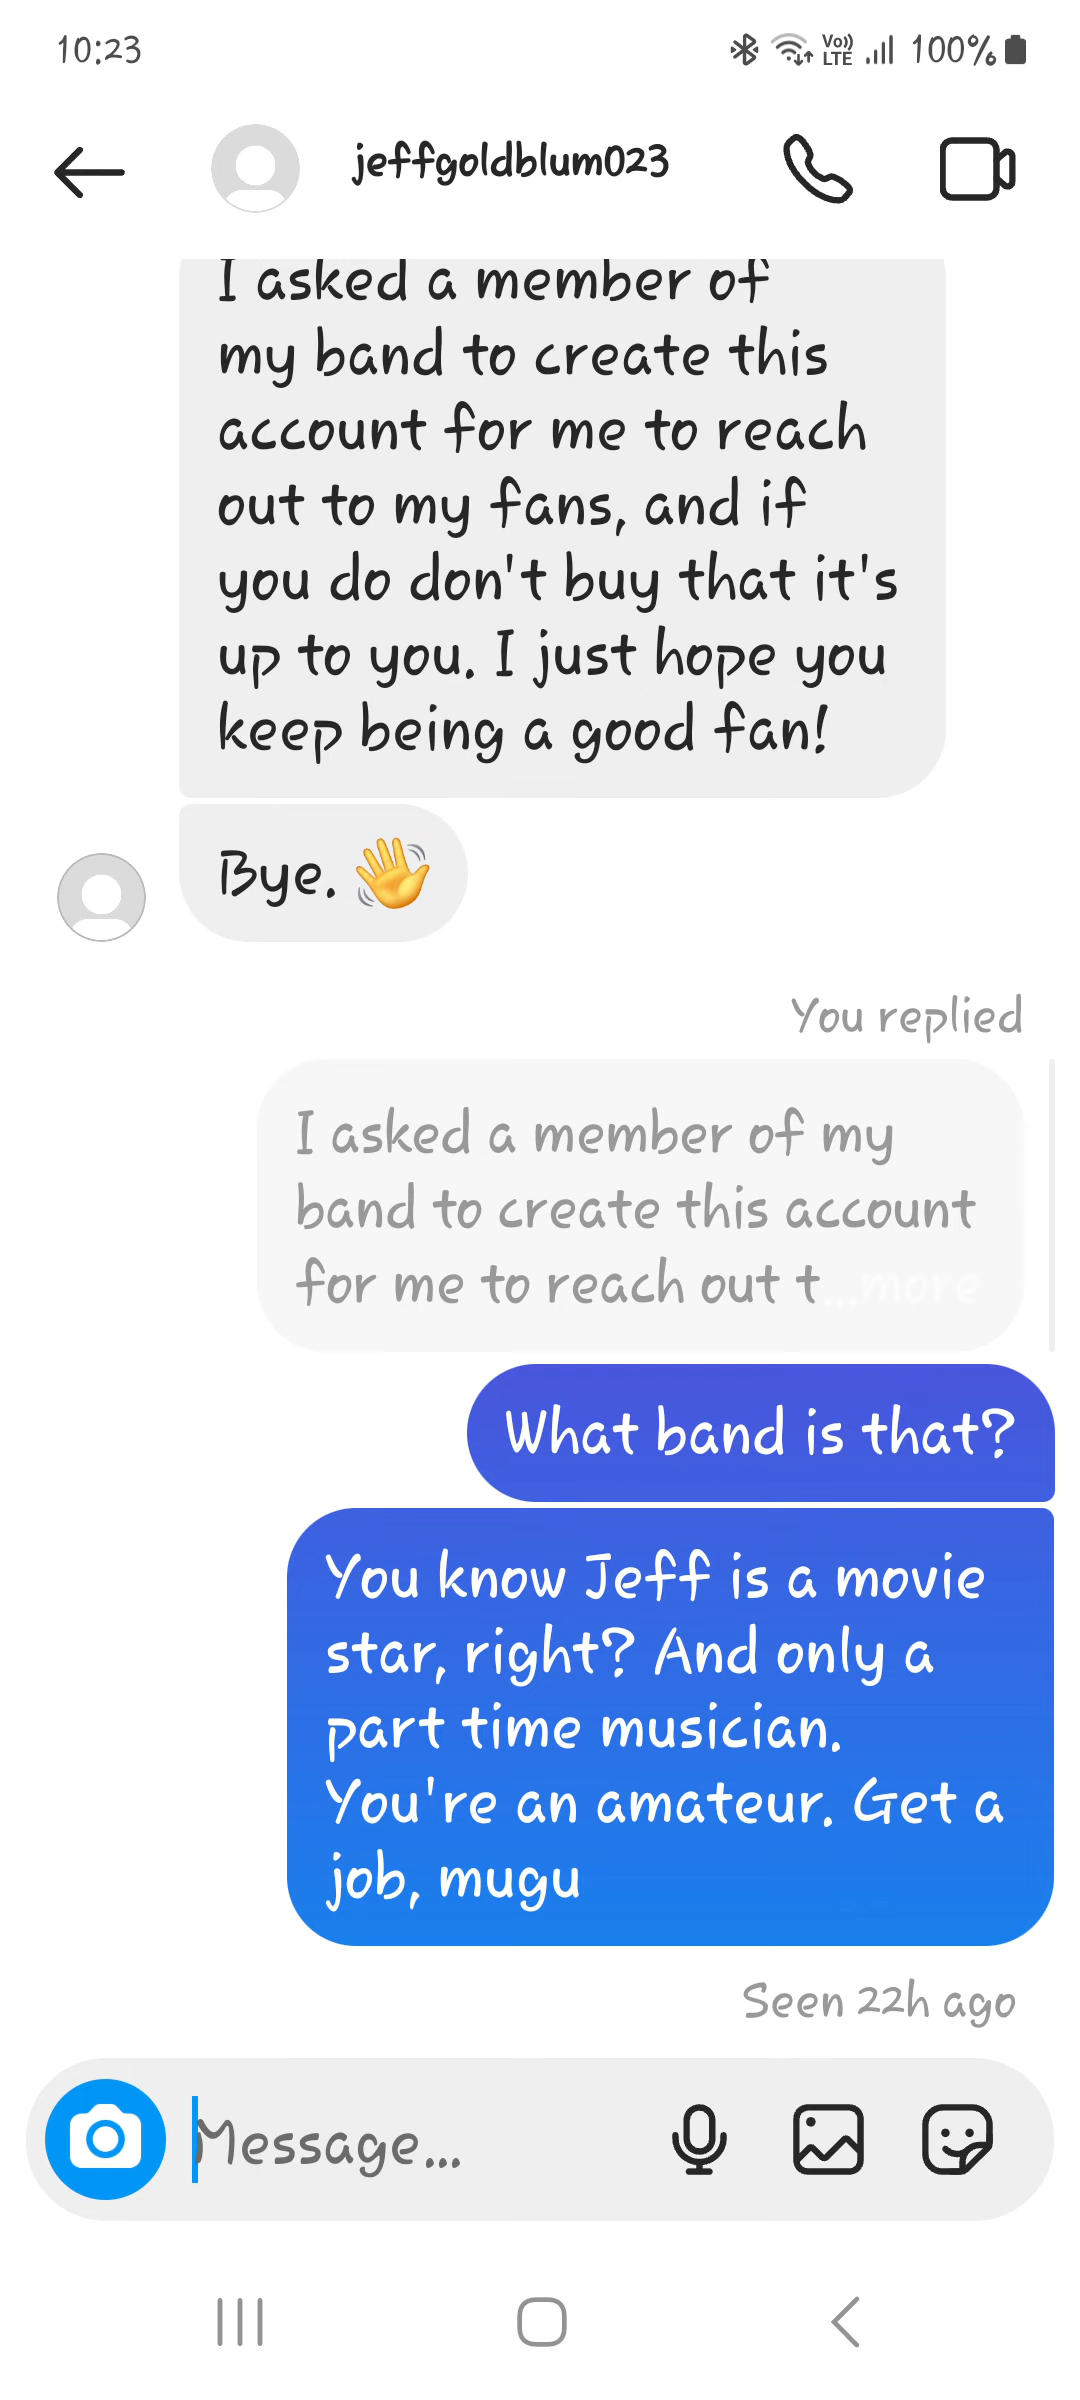 10:23
Vo)) LTE 100%
jeffgoldblum023
I asked a member of
my band to create this
account for me to reach
out to my fans, and if
you do don't buy that it's
up to you. I just hope you
keep being a good fan!
Bye. 👋
You replied
I asked a member of my
band to create this account
for me to reach out t...more
What band is that?
You know Jeff is a movie
star, right? And only a
part time musician.
You're an amateur. Get a
job, mugu
Seen 22h ago
Message...